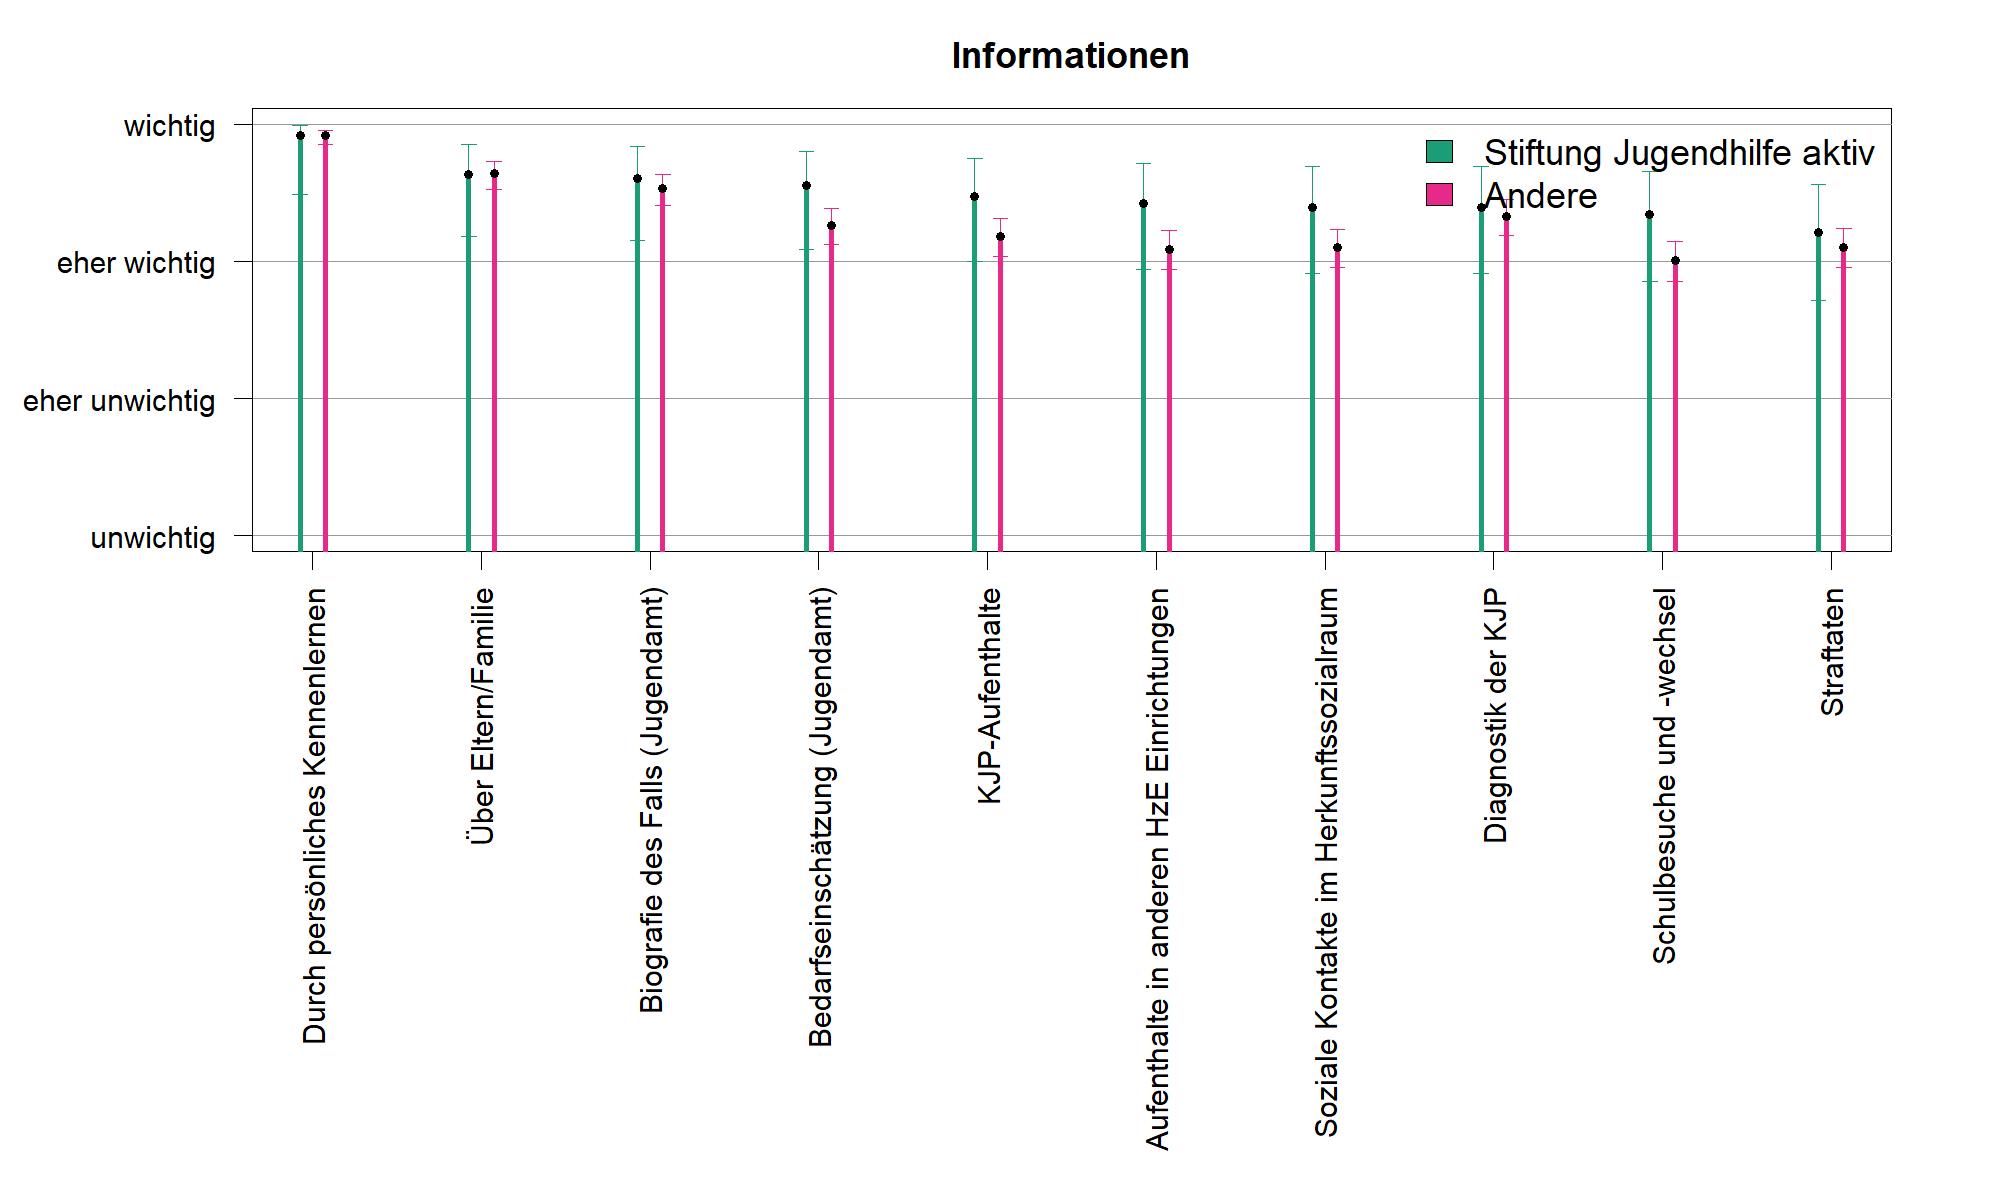 Informationen
wichtig
eher wichtig
eher unwichtig
unwichtig
Stiftung Jugendhilfe aktiv
Andere
Durch persönliches Kennenlernen
Über Eltern/Familie
Biografie des Falls (Jugendamt)
Bedarfseinschätzung (Jugendamt)
KJP-Aufenthalte
Aufenthalte in anderen HzE Einrichtungen
Soziale Kontakte im Herkunftssozialraum
Diagnostik der KJP
Schulbesuche und -wechsel
Straftaten